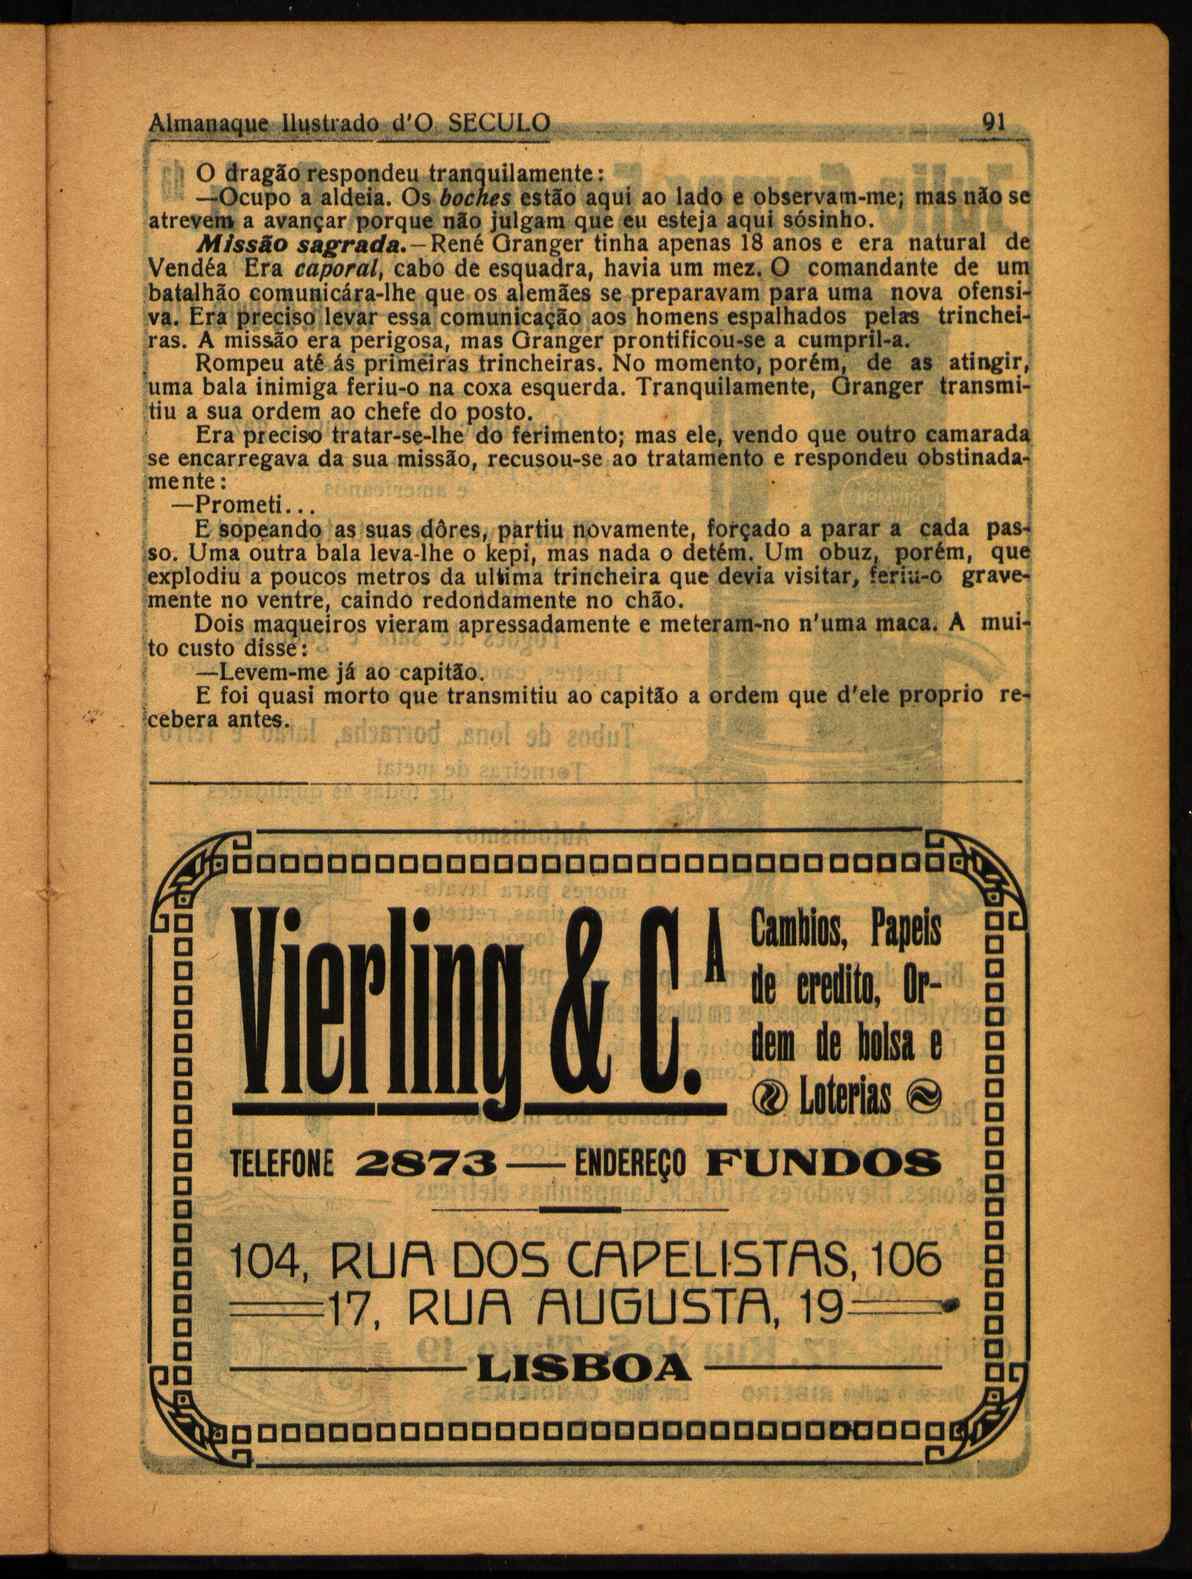 Almanaque Ilustrado d'O SECULO 91
O dragão respondeu tranquilamente:
—Ocupo a aldeia. Os boches estão aqui ao lado e observam-me; mas não se
atrevem a avançar porque não julgam que eu esteja aqui sósinho.
Missão sagrada.—René Granger tinha apenas 18 anos e era natural de
Vendéa Era caporal, cabo de esquadra, havia um mez. O comandante de um
batalhão comunicára-lhe que os alemães se preparavam para uma nova ofensi-
va. Era preciso levar essa comunicação aos homens espalhados pelas trinchei-
ras. A missão era perigosa, mas Granger prontificou-se a cumpril-a.
Rompeu até ás primeiras trincheiras. No momento, porém, de as atingir,
uma bala inimiga feriu-o na coxa esquerda. Tranquilamente, Granger transmi-
tiu a sua ordem ao chefe do posto.
Era preciso tratar-se-lhe do ferimento; mas ele, vendo que outro camarada
se encarregava da sua missão, recusou-se ao tratamento e respondeu obstinada-
mente:
—Prometi...
E sopeando as suas dôres, partiu novamente, forçado a parar a cada pas-
so. Uma outra bala leva-lhe o kepi, mas nada o detém. Um obuz, porém, que
explodiu a poucos metros da ultima trincheira que devia visitar, feriu-o grave-
mente no ventre, caindo redondamente no chão.
Dois maqueiros vieram apressadamente e meteram-no n'uma maca. A mui-
to custo disse:
—Levem-me já ao capitão.
E foi quasi morto que transmitiu ao capitão a ordem que d'ele proprio re-
cebera antes.
Vierling & C.A
Cambios, Papeis
de credito, Or-
dem de bolsa e
Loterias
TELEFONE 2873 — ENDEREÇO FUNDOS
104, RUA DOS CAPELISTAS, 106
17, RUA AUGUSTA, 19
LISBOA